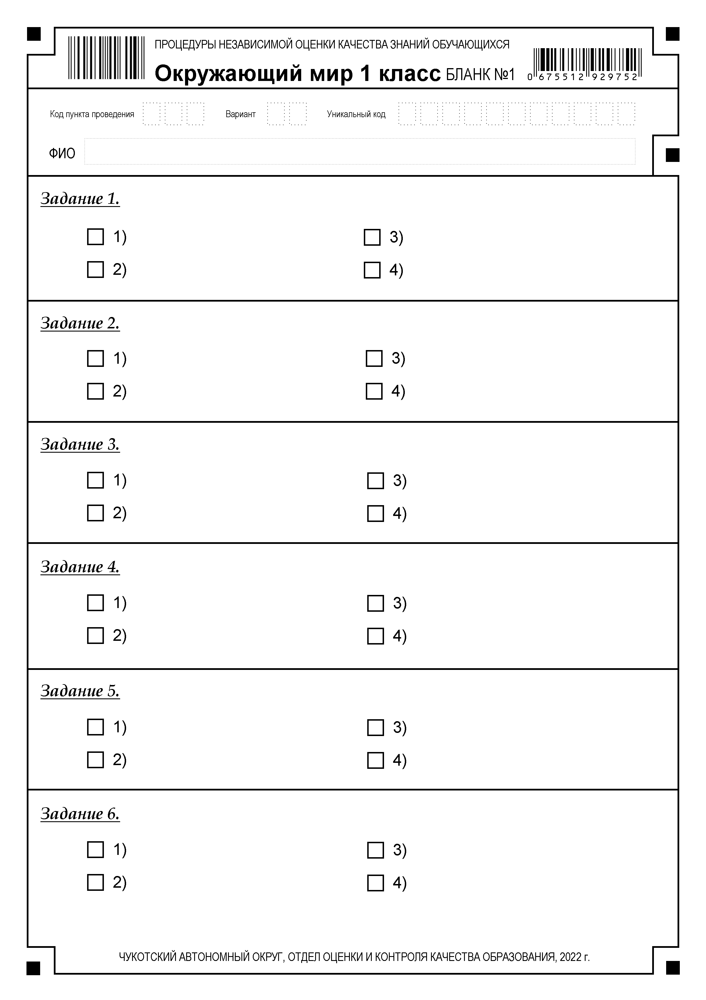 ПРОЦЕДУРЫ НЕЗАВИСИМОЙ ОЦЕНКИ КАЧЕСТВА ЗНАНИЙ ОБУЧАЮЩИХСЯ
Окружающий мир 1 класс БЛАНК №1
0 675512 929752
Код пункта проведения Вариант Уникальный код
ФИО
Задание 1.
1) 3)
2) 4)
Задание 2.
1) 3)
2) 4)
Задание 3.
1) 3)
2) 4)
Задание 4.
1) 3)
2) 4)
Задание 5.
1) 3)
2) 4)
Задание 6.
1) 3)
2) 4)
ЧУКОТСКИЙ АВТОНОМНЫЙ ОКРУГ, ОТДЕЛ ОЦЕНКИ И КОНТРОЛЯ КАЧЕСТВА ОБРАЗОВАНИЯ, 2022 г.